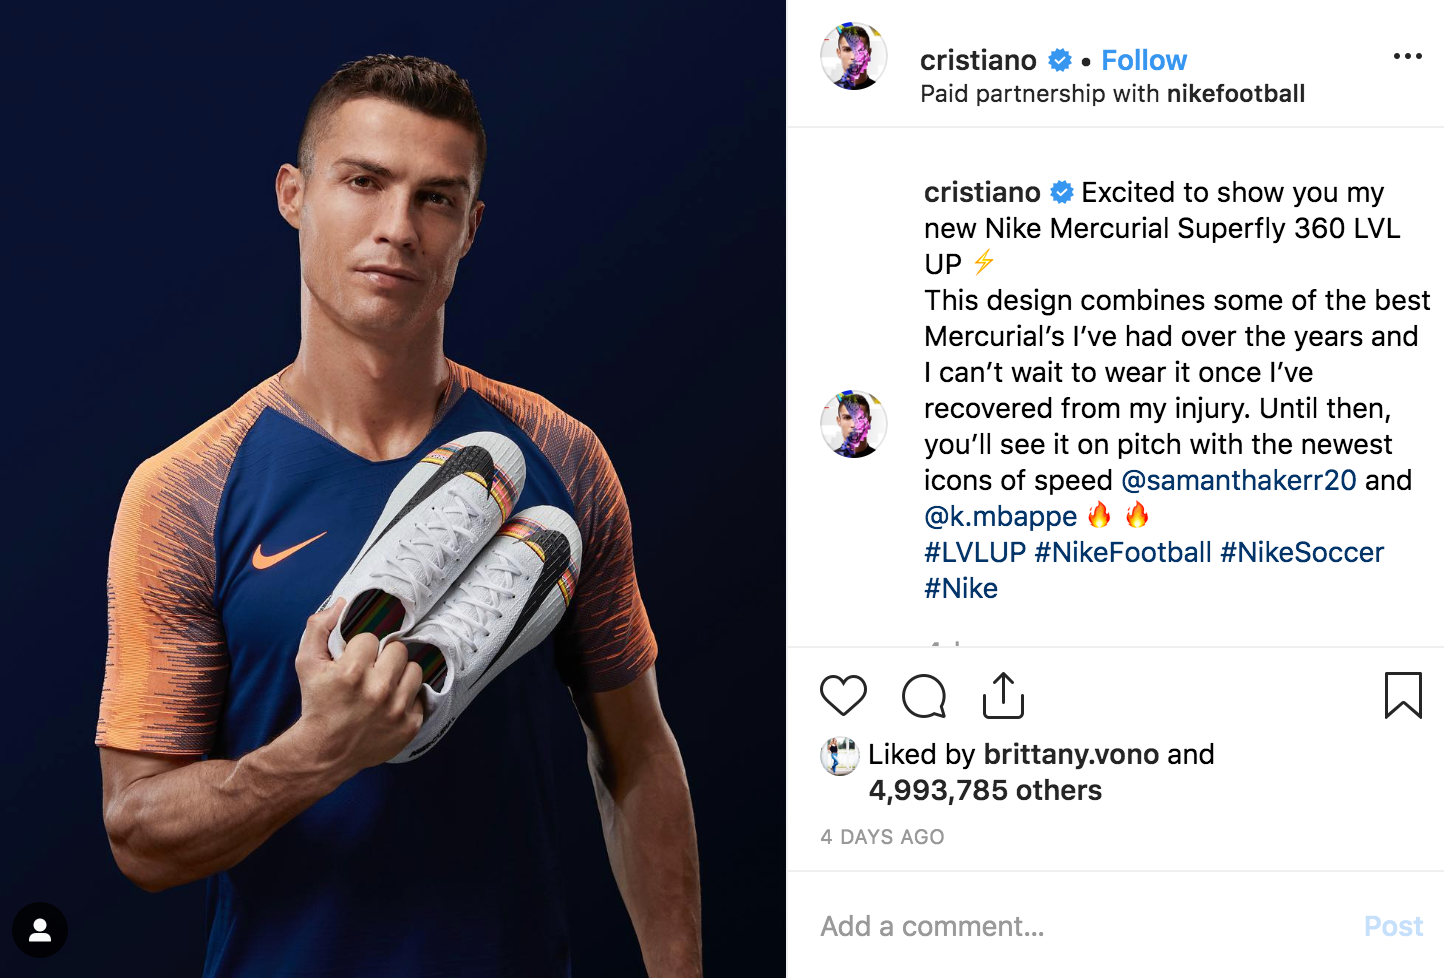 cristiano • Follow
Paid partnership with nikefootball
cristiano Excited to show you my
new Nike Mercurial Superfly 360 LVL
UP ⚡
This design combines some of the best
Mercurial’s I’ve had over the years and
I can’t wait to wear it once I’ve
recovered from my injury. Until then,
you’ll see it on pitch with the newest
icons of speed @samanthakerr20 and
@k.mbappe 🔥 🔥
#LVLUP #NikeFootball #NikeSoccer
#Nike
Liked by brittany.vono and
4,993,785 others
4 DAYS AGO
Add a comment...
Post